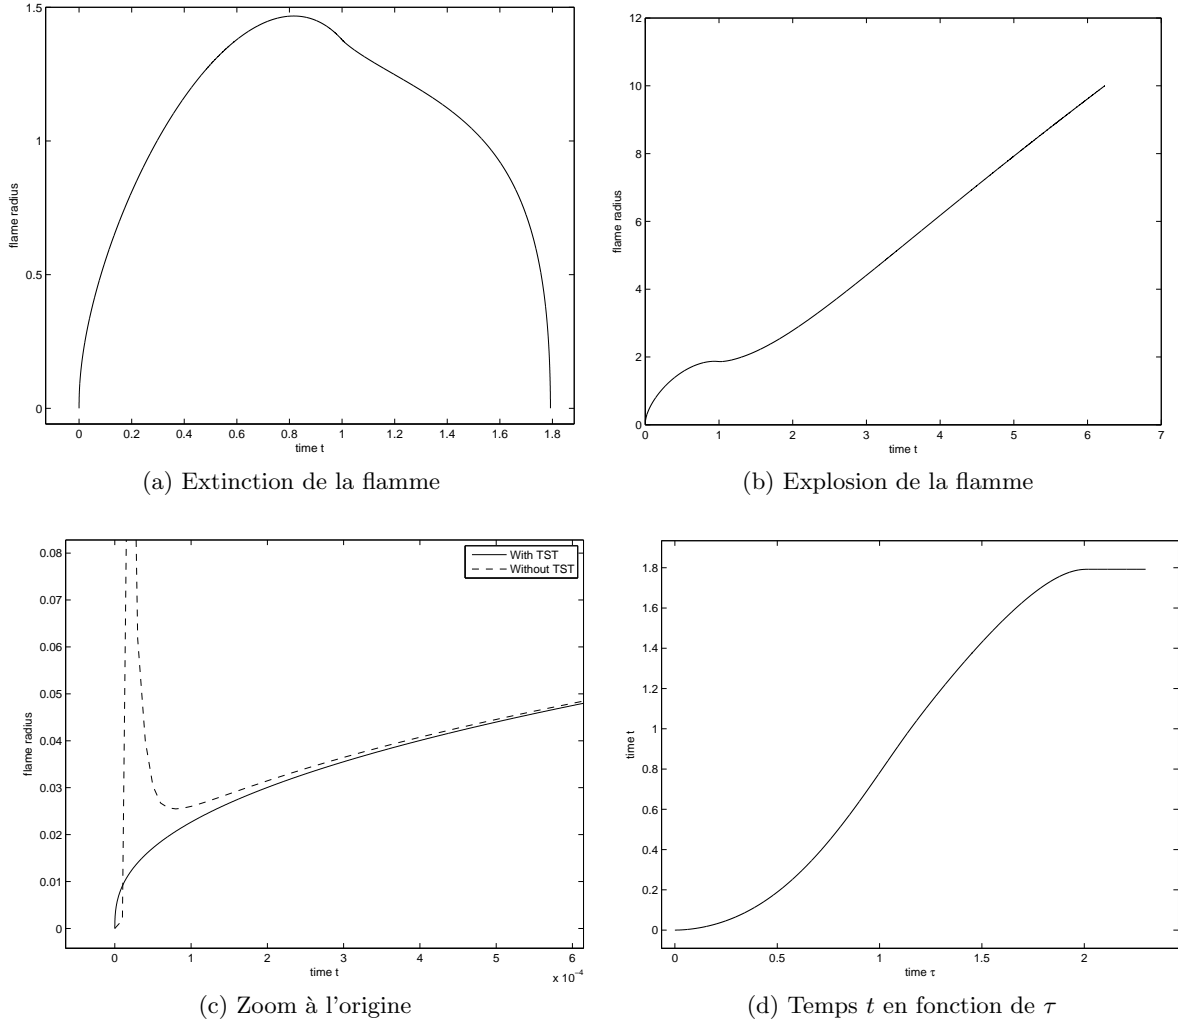 1.5
1
0.5
0
flame radius
0 0.2 0.4 0.6 0.8 1 1.2 1.4 1.6 1.8
time t
(a) Extinction de la flamme
12
10
8
6
4
2
0
flame radius
0 1 2 3 4 5 6 7
time t
(b) Explosion de la flamme
0.08
0.07
0.06
0.05
0.04
0.03
0.02
0.01
0
flame radius
With TST
Without TST
0 1 2 3 4 5 6
time t
x 10⁻⁴
(c) Zoom à l'origine
1.8
1.6
1.4
1.2
1
0.8
0.6
0.4
0.2
0
time t
0 0.5 1 1.5 2
time τ
(d) Temps t en fonction de τ